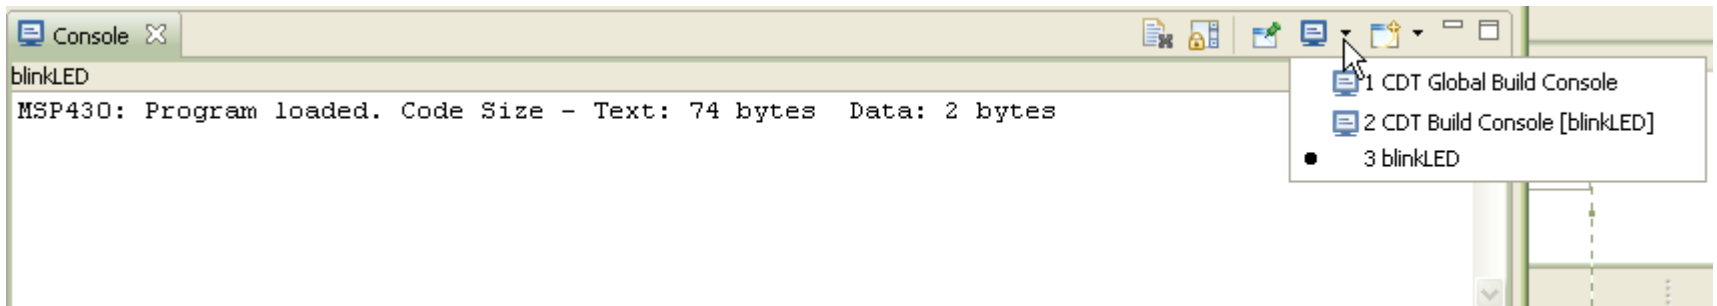 Console
blinkLED
MSP430: Program loaded. Code Size - Text: 74 bytes  Data: 2 bytes
1 CDT Global Build Console
2 CDT Build Console [blinkLED]
3 blinkLED